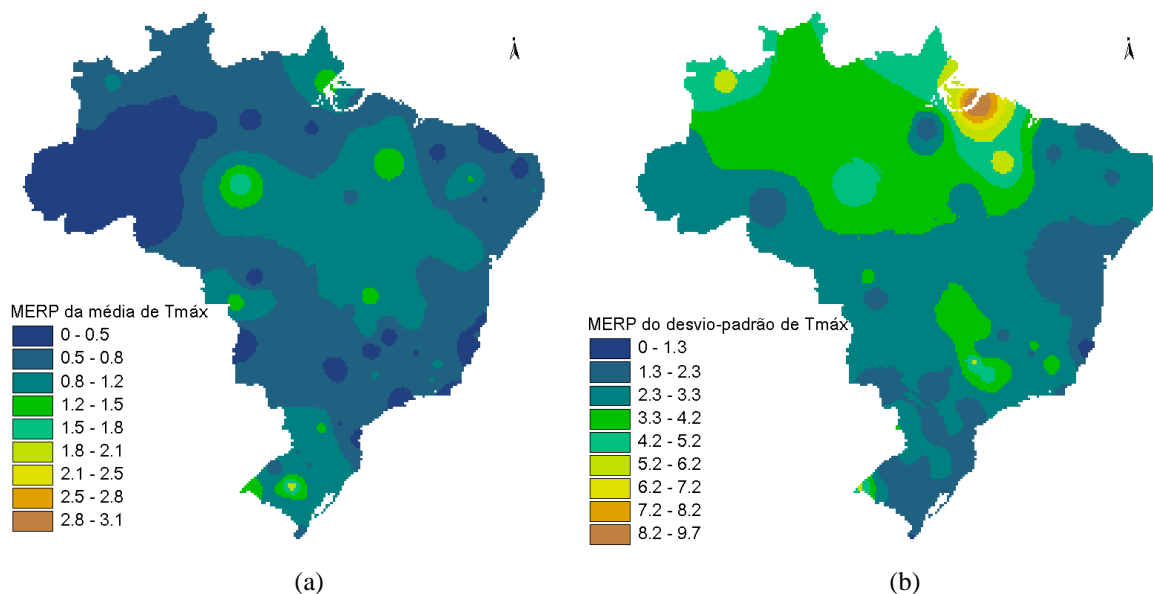 MERP da média de Tmáx
0 - 0.5
0.5 - 0.8
0.8 - 1.2
1.2 - 1.5
1.5 - 1.8
1.8 - 2.1
2.1 - 2.5
2.5 - 2.8
2.8 - 3.1
(a)
MERP do desvio-padrão de Tmáx
0 - 1.3
1.3 - 2.3
2.3 - 3.3
3.3 - 4.2
4.2 - 5.2
5.2 - 6.2
6.2 - 7.2
7.2 - 8.2
8.2 - 9.7
(b)